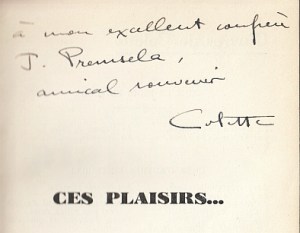 à mon excellent confrère
J. Premsela,
amical souvenir
Colette
CES PLAISIRS...